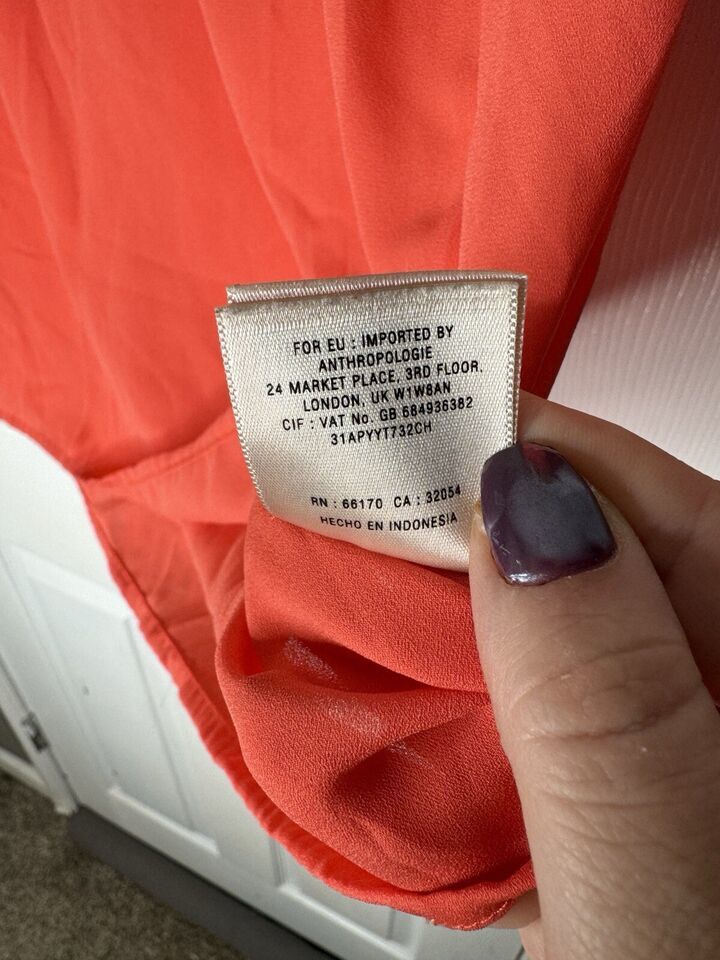 FOR EU : IMPORTED BY
ANTHROPOLOGIE
24 MARKET PLACE, 3RD FLOOR,
LONDON, UK W1W8AN
CIF : VAT No. GB 684936382
31APYYT732CH
RN : 66170 CA : 32054
HECHO EN INDONESIA